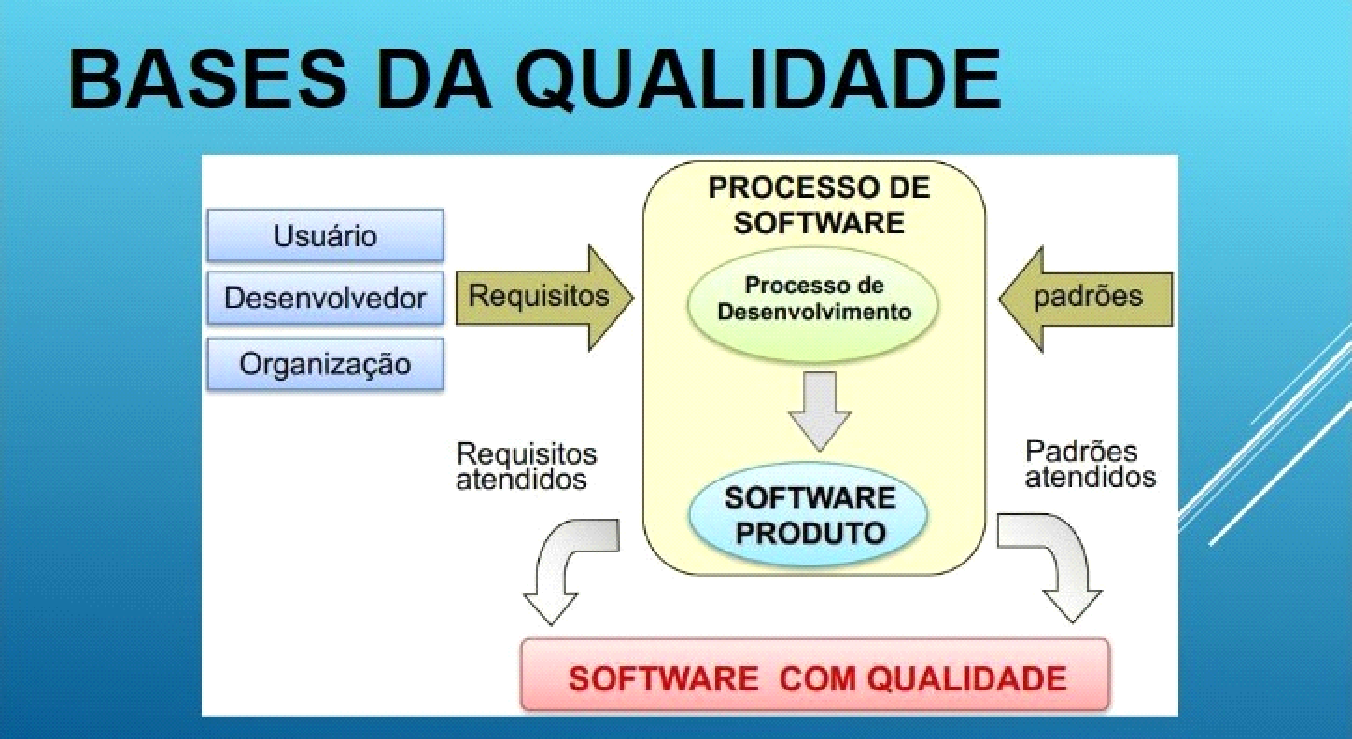 BASES DA QUALIDADE
Usuário
Desenvolvedor
Organização
Requisitos
PROCESSO DE
SOFTWARE
Processo de
Desenvolvimento
padrões
Requisitos
atendidos
SOFTWARE
PRODUTO
Padrões
atendidos
SOFTWARE COM QUALIDADE